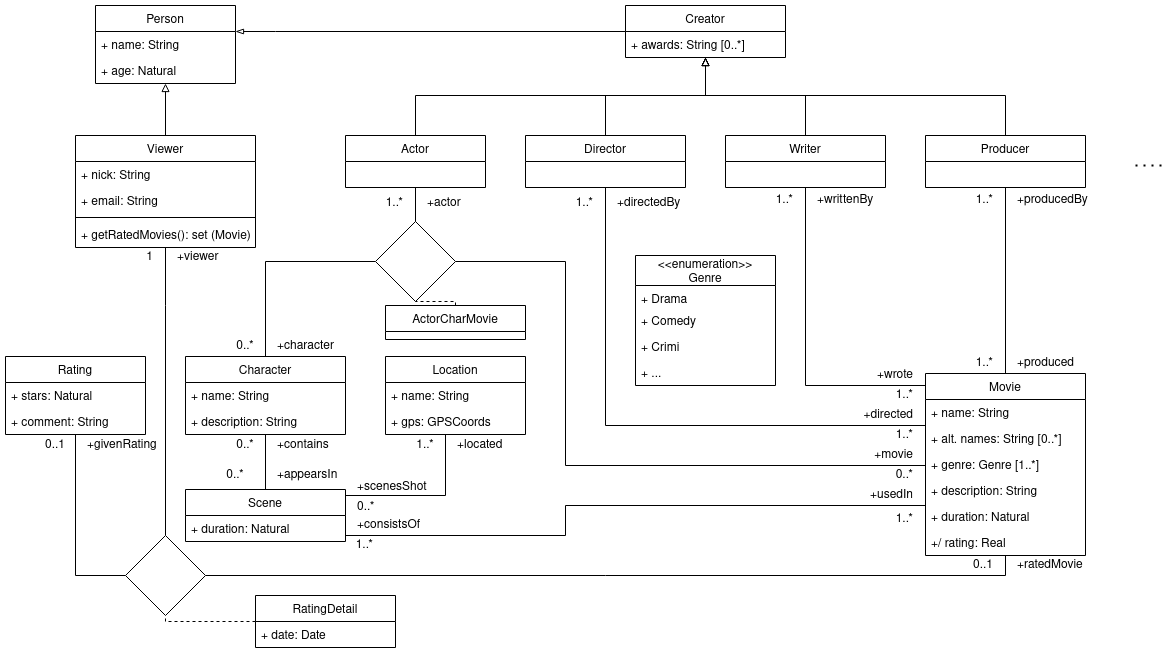 Person
+ name: String
+ age: Natural
Creator
+ awards: String [0..*]
Viewer
+ nick: String
+ email: String
+ getRatedMovies(): set (Movie)
1
+viewer
Actor
1..*
+actor
Director
1..*
+directedBy
Writer
1..*
+writtenBy
Producer
1..*
+producedBy
....
<<enumeration>>
Genre
+ Drama
+ Comedy
+ Crimi
+ ...
ActorCharMovie
0..*
+character
Rating
+ stars: Natural
+ comment: String
0..1
+givenRating
Character
+ name: String
+ description: String
0..*
+contains
Location
+ name: String
+ gps: GPSCoords
1..*
+located
0..*
+appearsIn
Scene
+ duration: Natural
+scenesShot
0..*
+consistsOf
1..*
1..*
+produced
+wrote
1..*
+directed
1..*
+movie
0..*
+usedIn
1..*
Movie
+ name: String
+ alt. names: String [0..*]
+ genre: Genre [1..*]
+ description: String
+ duration: Natural
+/ rating: Real
0..1
+ratedMovie
RatingDetail
+ date: Date